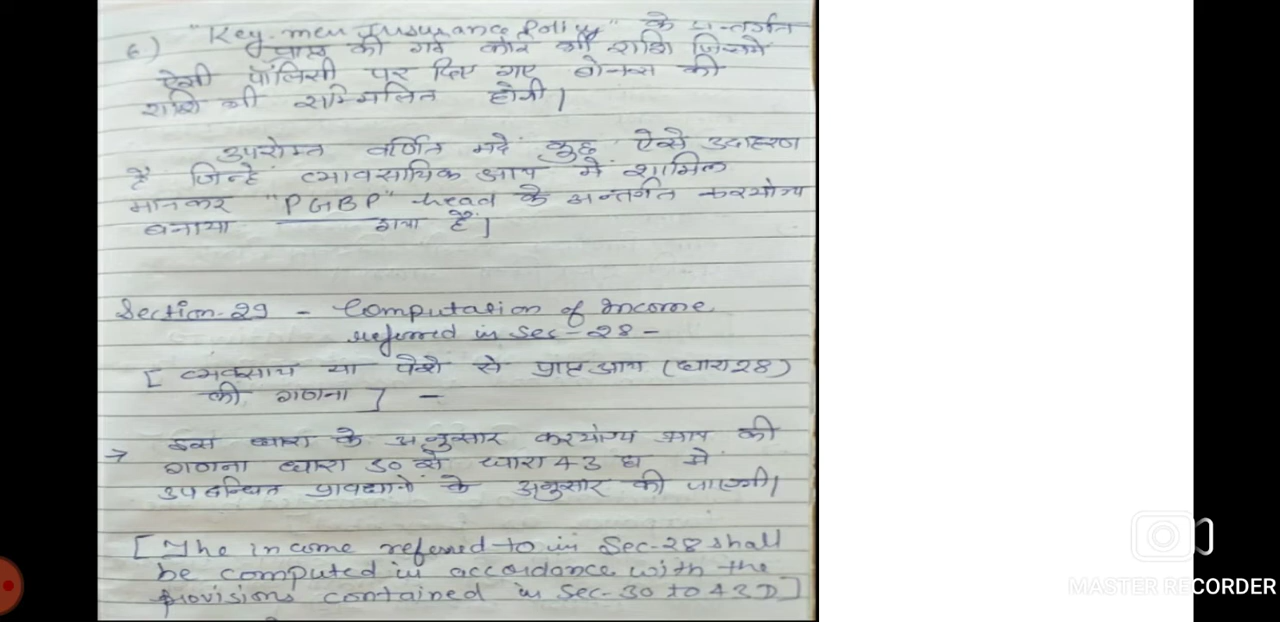 6) "Key-men Insurance Policy" के अन्तर्गत
प्राप्त की गई कोई भी राशि जिसमें
ऐसी पॉलिसी पर दिए गए बोनस की
राशि भी सम्मिलित होगी।
उपरोक्त वर्णित मदें कुछ ऐसे उदाहरण
हैं जिन्हें व्यावसायिक आय में शामिल
मानकर "PGBP" head के अन्तर्गत करयोग्य
बनाया गया है।
Section-29 - Computation of Income
referred in Sec-28-
[ व्यवसाय या पेशे से प्राप्त आय (धारा 28)
की गणना ] -
→ इस धारा के अनुसार करयोग्य आय की
गणना धारा 30 से धारा 43 घ में
उपबन्धित प्रावधानों के अनुसार की जाएगी।
[ The income referred to in Sec-28 shall
be computed in accordance with the
provisions contained in Sec-30 to 43D]
MASTER RECORDER